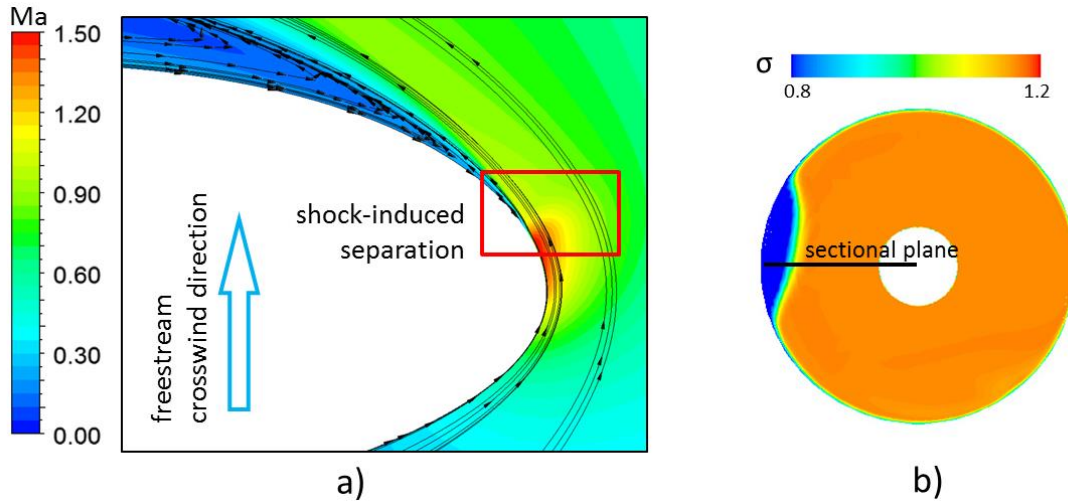 Ma
1.50
1.20
0.90
0.60
0.30
0.00
shock-induced
separation
freestream
crosswind direction
a)
σ
0.8
1.2
sectional plane
b)